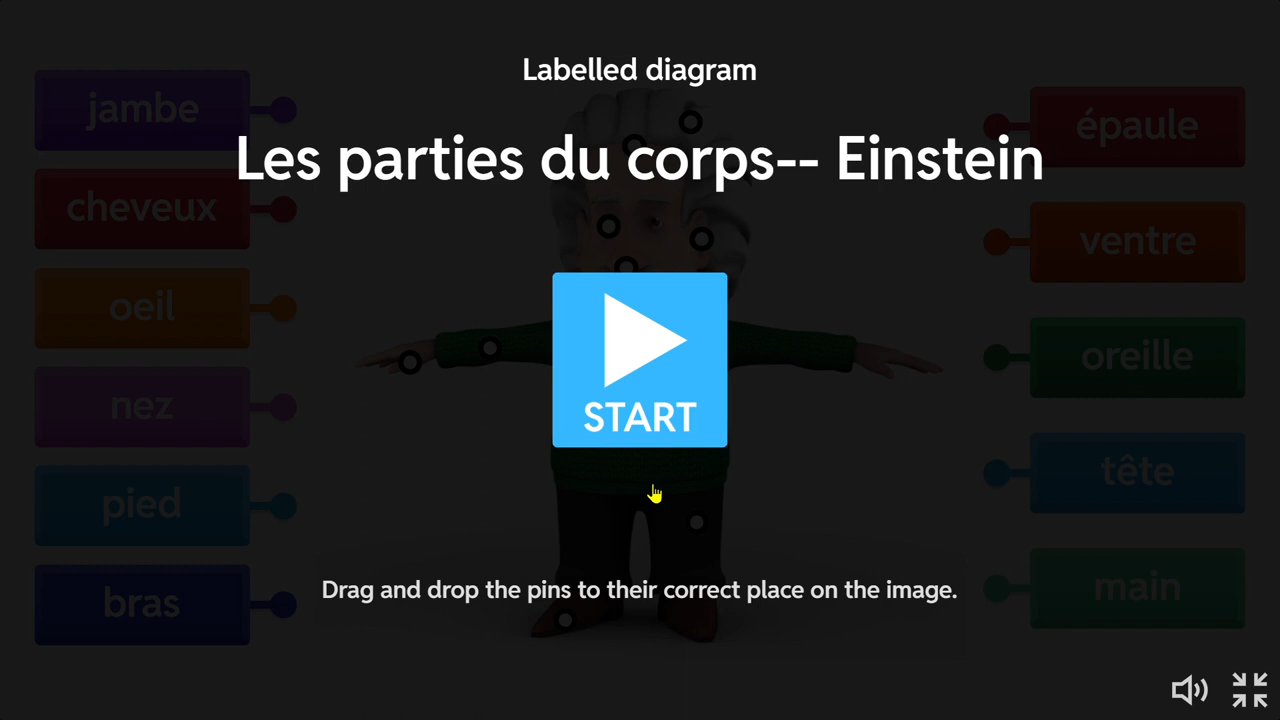 Labelled diagram
Les parties du corps-- Einstein
jambe
cheveux
oeil
nez
pied
bras
épaule
ventre
oreille
tête
main
START
Drag and drop the pins to their correct place on the image.